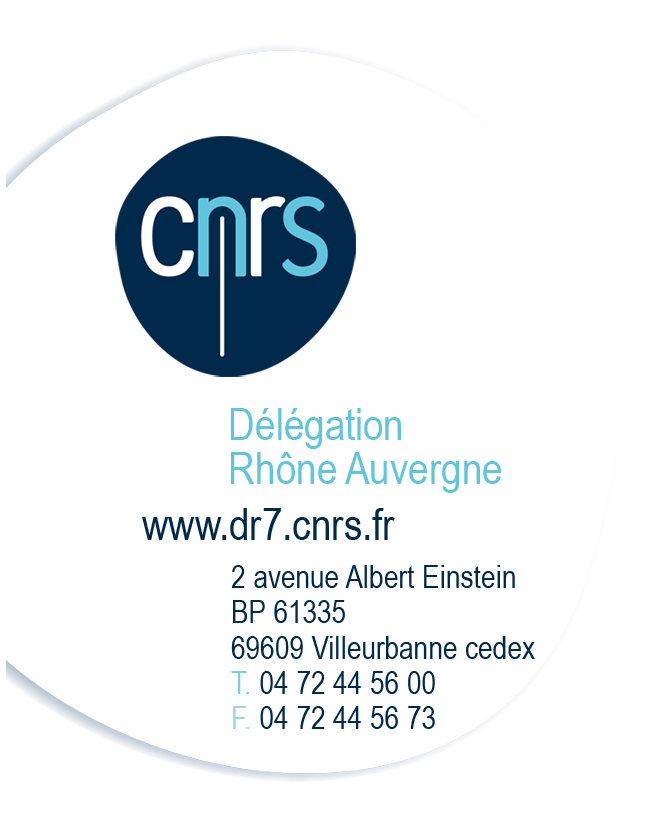 cnrs
Délégation
Rhône Auvergne
www.dr7.cnrs.fr
2 avenue Albert Einstein
BP 61335
69609 Villeurbanne cedex
T. 04 72 44 56 00
F. 04 72 44 56 73